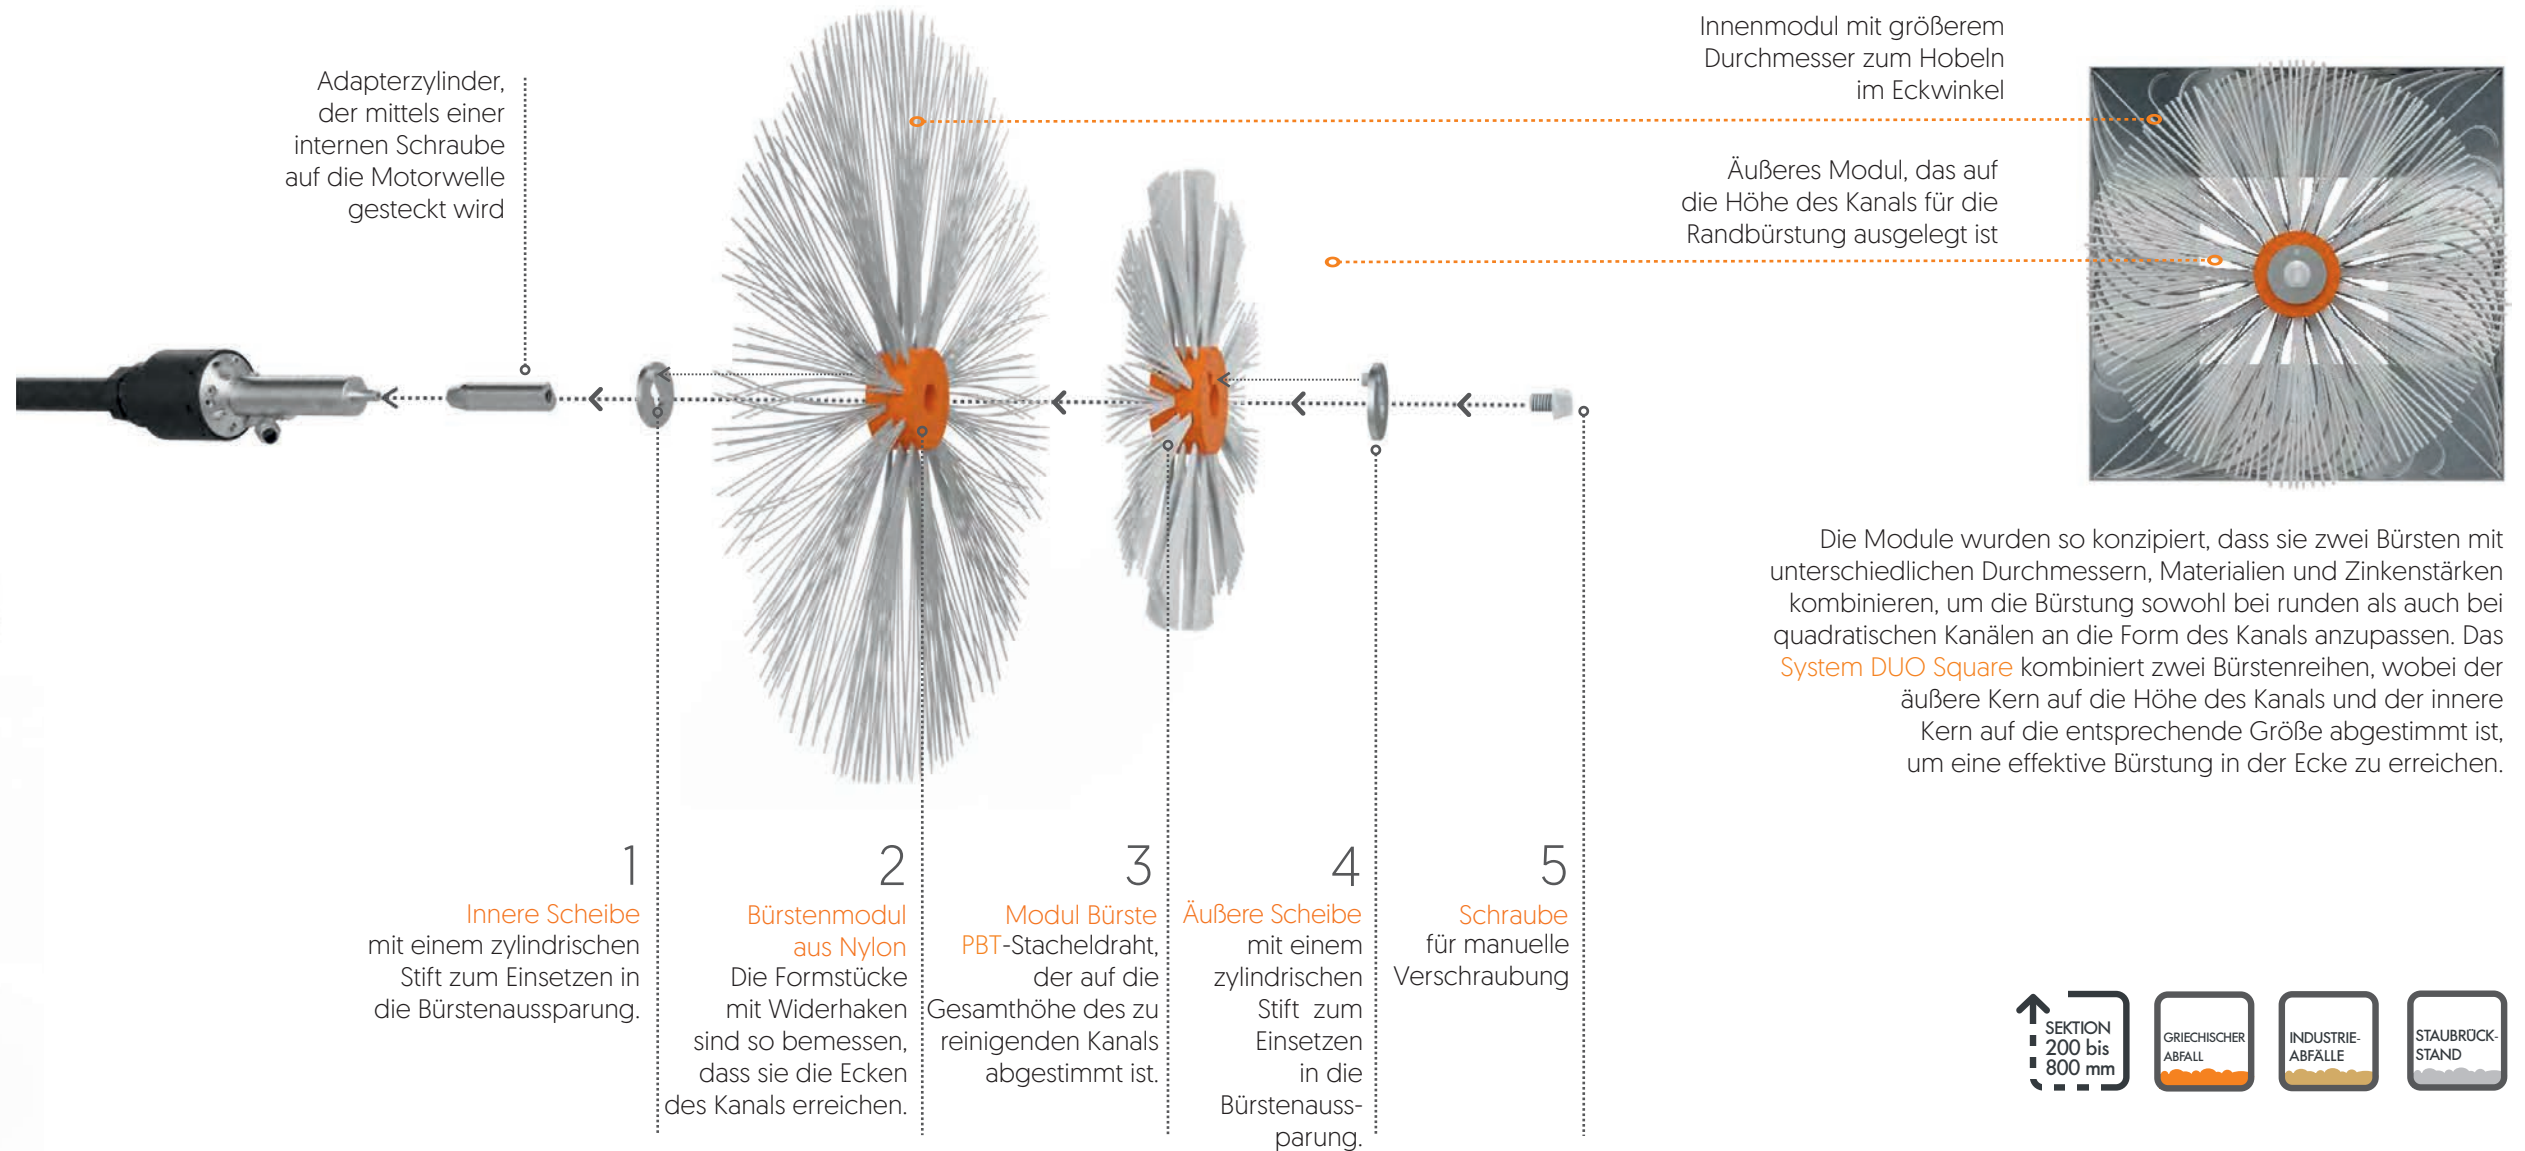 Adapterzylinder,
der mittels einer
internen Schraube
auf die Motorwelle
gesteckt wird
Innenmodul mit größerem
Durchmesser zum Hobeln
im Eckwinkel
Äußeres Modul, das auf
die Höhe des Kanals für die
Randbürstung ausgelegt ist
Die Module wurden so konzipiert, dass sie zwei Bürsten mit
unterschiedlichen Durchmessern, Materialien und Zinkenstärken
kombinieren, um die Bürstung sowohl bei runden als auch bei
quadratischen Kanälen an die Form des Kanals anzupassen. Das
System DUO Square kombiniert zwei Bürstenreihen, wobei der
äußere Kern auf die Höhe des Kanals und der innere
Kern auf die entsprechende Größe abgestimmt ist,
um eine effektive Bürstung in der Ecke zu erreichen.
1
Innere Scheibe
mit einem zylindrischen
Stift zum Einsetzen in
die Bürstenaussparung.
2
Bürstenmodul
aus Nylon
Die Formstücke
mit Widerhaken
sind so bemessen,
dass sie die Ecken
des Kanals erreichen.
3
Modul Bürste
PBT-Stacheldraht,
der auf die
Gesamthöhe des zu
reinigenden Kanals
abgestimmt ist.
4
Äußere Scheibe
mit einem
zylindrischen
Stift zum
Einsetzen
in die
Bürstenauss-
parung.
5
Schraube
für manuelle
Verschraubung
SEKTION
200 bis
800 mm
GRIECHISCHER
ABFALL
INDUSTRIE-
ABFÄLLE
STAUBRÜCK-
STAND